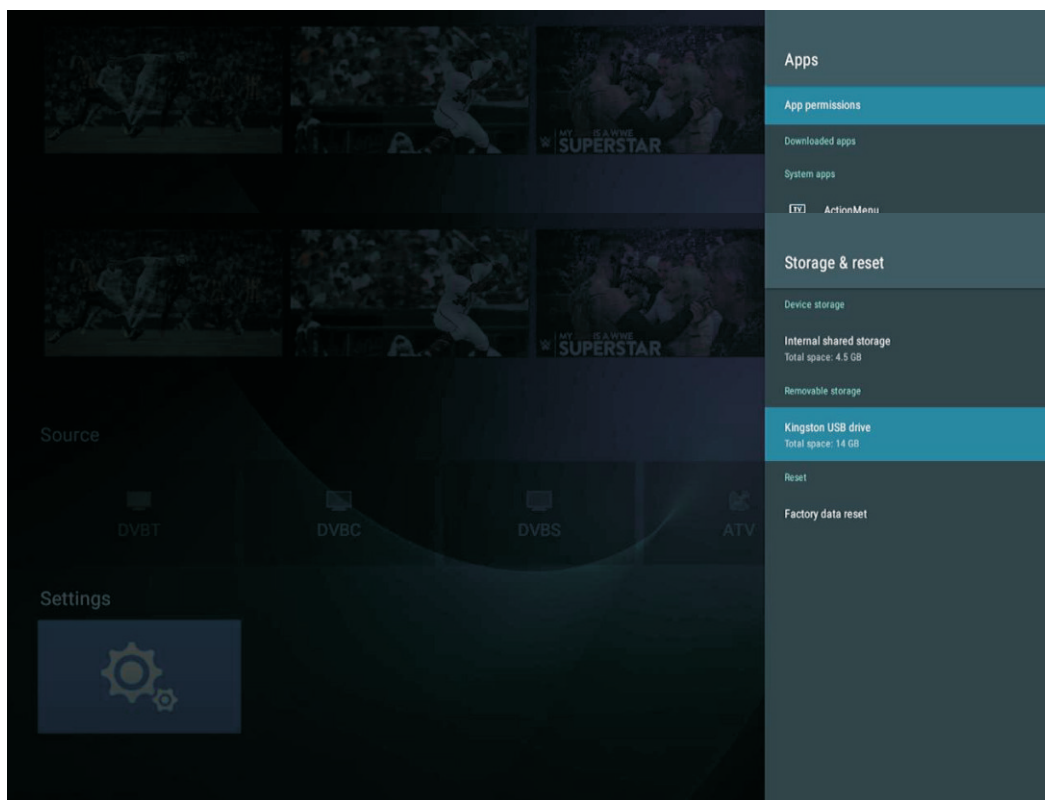 Apps
App permissions
Downloaded apps
System apps
TV ActionMenu
MY IS A WWE
SUPERSTAR
Storage & reset
Device storage
Internal shared storage
Total space: 4.5 GB
Removable storage
Kingston USB drive
Total space: 14 GB
Reset
Factory data reset
MY IS A WWE
SUPERSTAR
Source
DVBT DVBC DVBS ATV
Settings